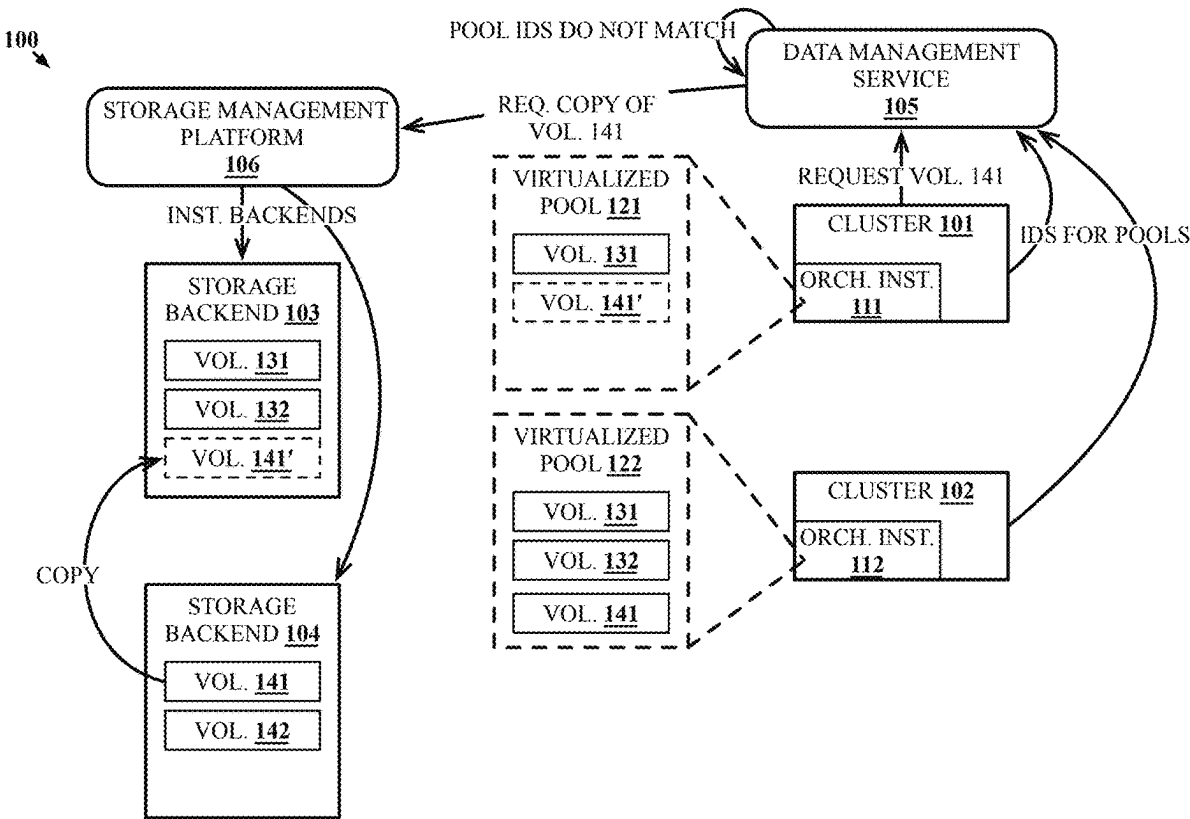 100
POOL IDS DO NOT MATCH
DATA MANAGEMENT
SERVICE
105
STORAGE MANAGEMENT
PLATFORM
106
REQ. COPY OF
VOL. 141
INST. BACKENDS
VIRTUALIZED
POOL 121
VOL. 131
VOL. 141'
REQUEST VOL. 141
CLUSTER 101
ORCH. INST.
111
IDS FOR POOLS
STORAGE
BACKEND 103
VOL. 131
VOL. 132
VOL. 141'
VIRTUALIZED
POOL 122
VOL. 131
VOL. 132
VOL. 141
CLUSTER 102
ORCH. INST.
112
COPY
STORAGE
BACKEND 104
VOL. 141
VOL. 142